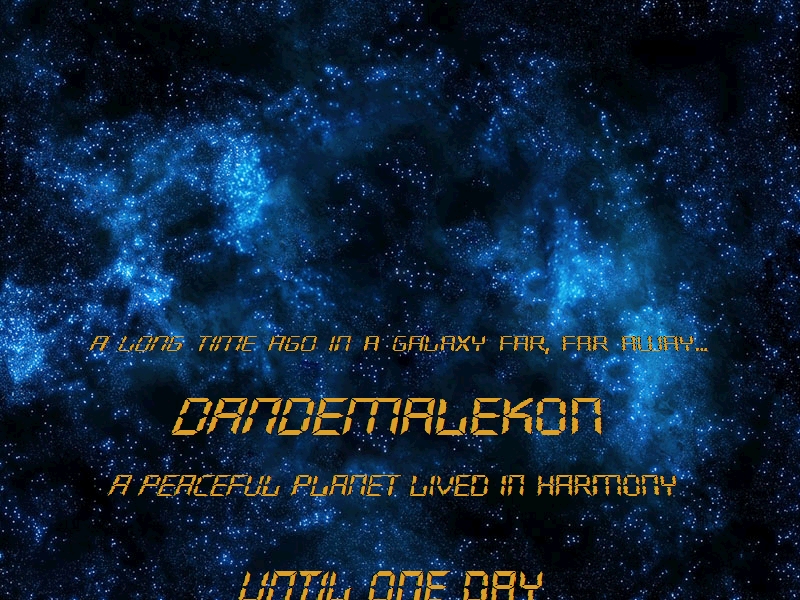 A LONG TIME AGO IN A GALAXY FAR, FAR AWAY...
DANDEMALEKON
A PEACEFUL PLANET LIVED IN HARMONY
UNTIL ONE DAY